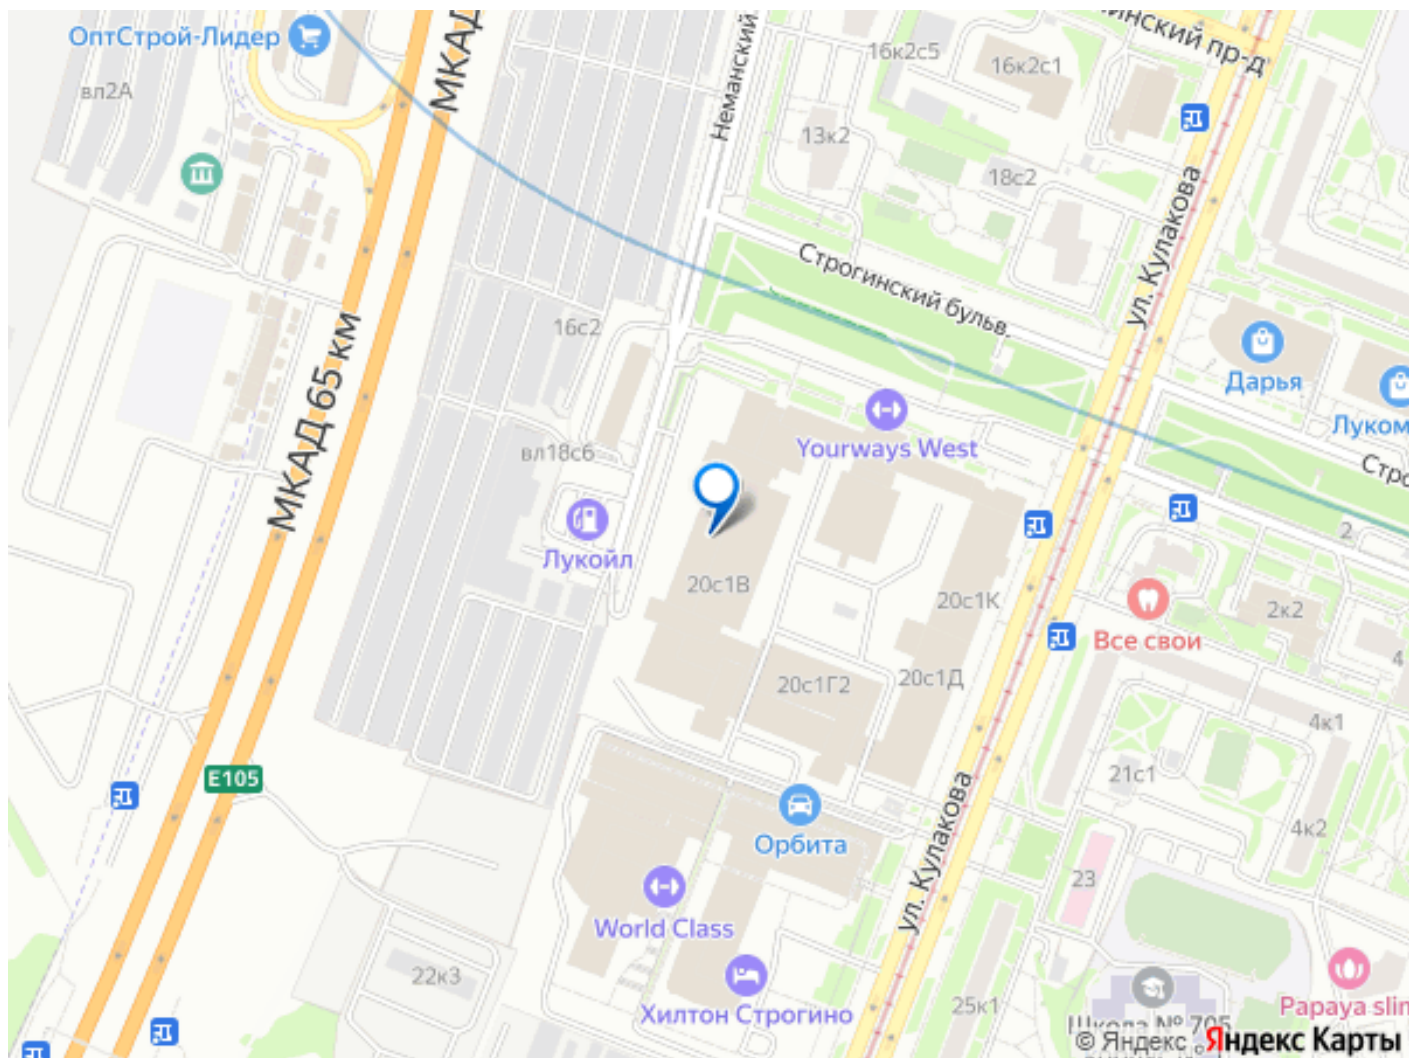 ОптСтрой-Лидер
МКАД
вл2А
Неманский
16к2с5
16к2с1
инский пр-д
13к2
18с2
ул. Кулакова
Строгинский бульв.
16с2
МКАД 65 км
Дарья
Луком
Yourways West
вл18с6
Стро
Лукойл
20с1В
20с1К
2
2к2
Все свои
4
20с1Г2
20с1Д
4к1
E105
21с1
4к2
Орбита
ул. Кулакова
23
World Class
22к3
Хилтон Строгино
25к1
Papaya slim
Школа № 705
© Яндекс Яндекс Карты